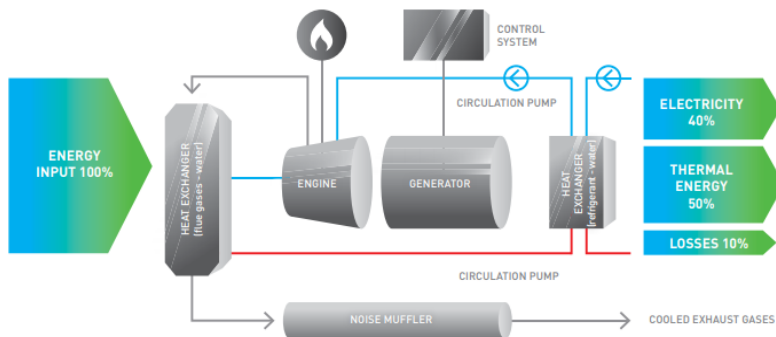 CONTROL
SYSTEM
CIRCULATION PUMP
ELECTRICITY
40%
ENERGY
INPUT 100%
HEAT EXCHANGER
(flue gases - water)
ENGINE
GENERATOR
HEAT
EXCHANGER
(refrigerant - water)
THERMAL
ENERGY
50%
LOSSES 10%
CIRCULATION PUMP
NOISE MUFFLER
COOLED EXHAUST GASES